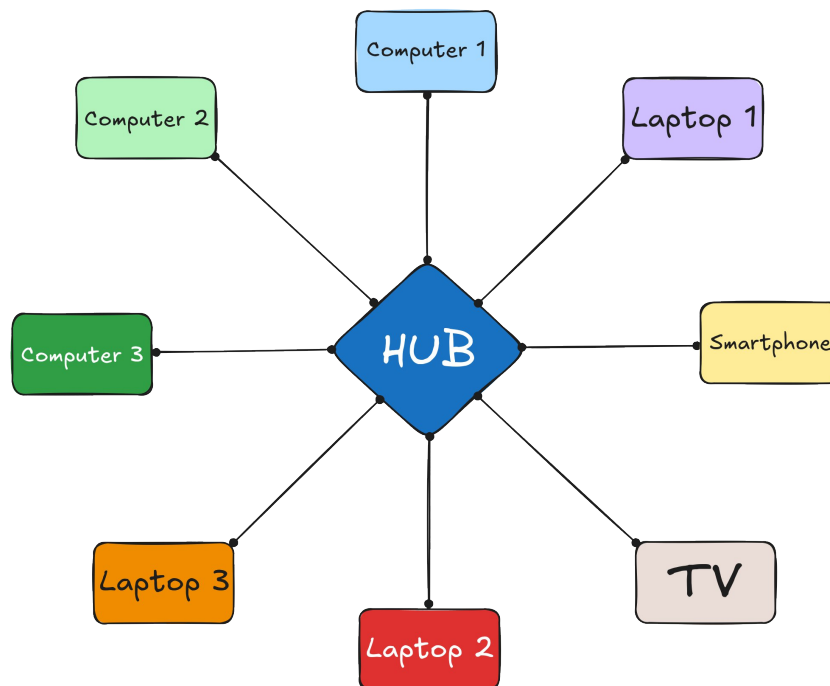 Computer 1
Computer 2
Laptop 1
Computer 3
HUB
Smartphone
Laptop 3
TV
Laptop 2